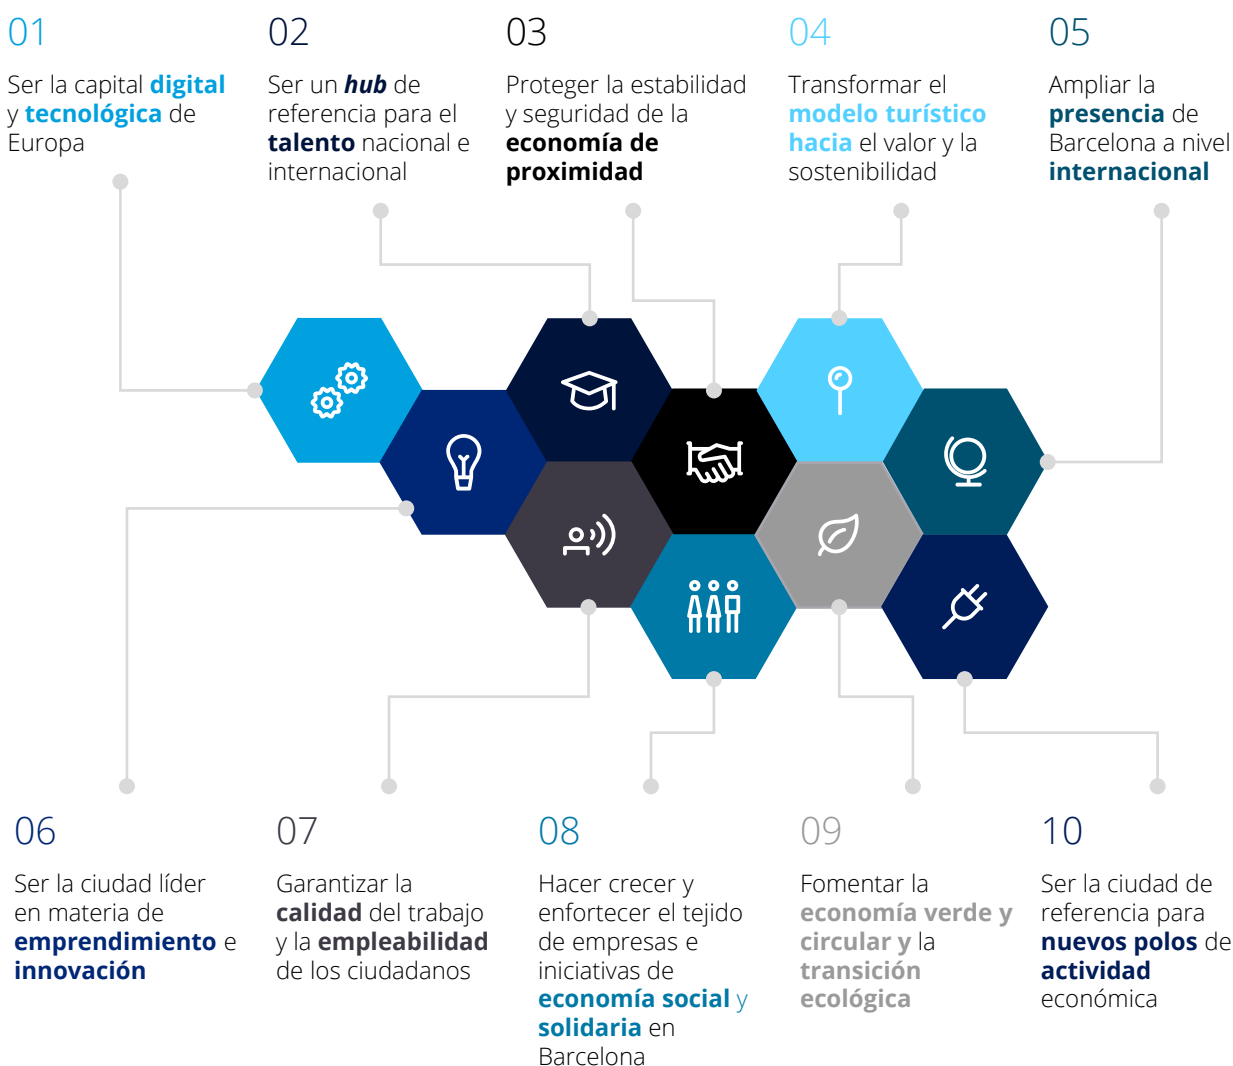 01
Ser la capital digital
y tecnológica de
Europa
02
Ser un hub de
referencia para el
talento nacional e
internacional
03
Proteger la estabilidad
y seguridad de la
economía de
proximidad
04
Transformar el
modelo turístico
hacia el valor y la
sostenibilidad
05
Ampliar la
presencia de
Barcelona a nivel
internacional
06
Ser la ciudad líder
en materia de
emprendimiento e
innovación
07
Garantizar la
calidad del trabajo
y la empleabilidad
de los ciudadanos
08
Hacer crecer y
enfortecer el tejido
de empresas e
iniciativas de
economía social y
solidaria en
Barcelona
09
Fomentar la
economía verde y
circular y la
transición
ecológica
10
Ser la ciudad de
referencia para
nuevos polos de
actividad
económica